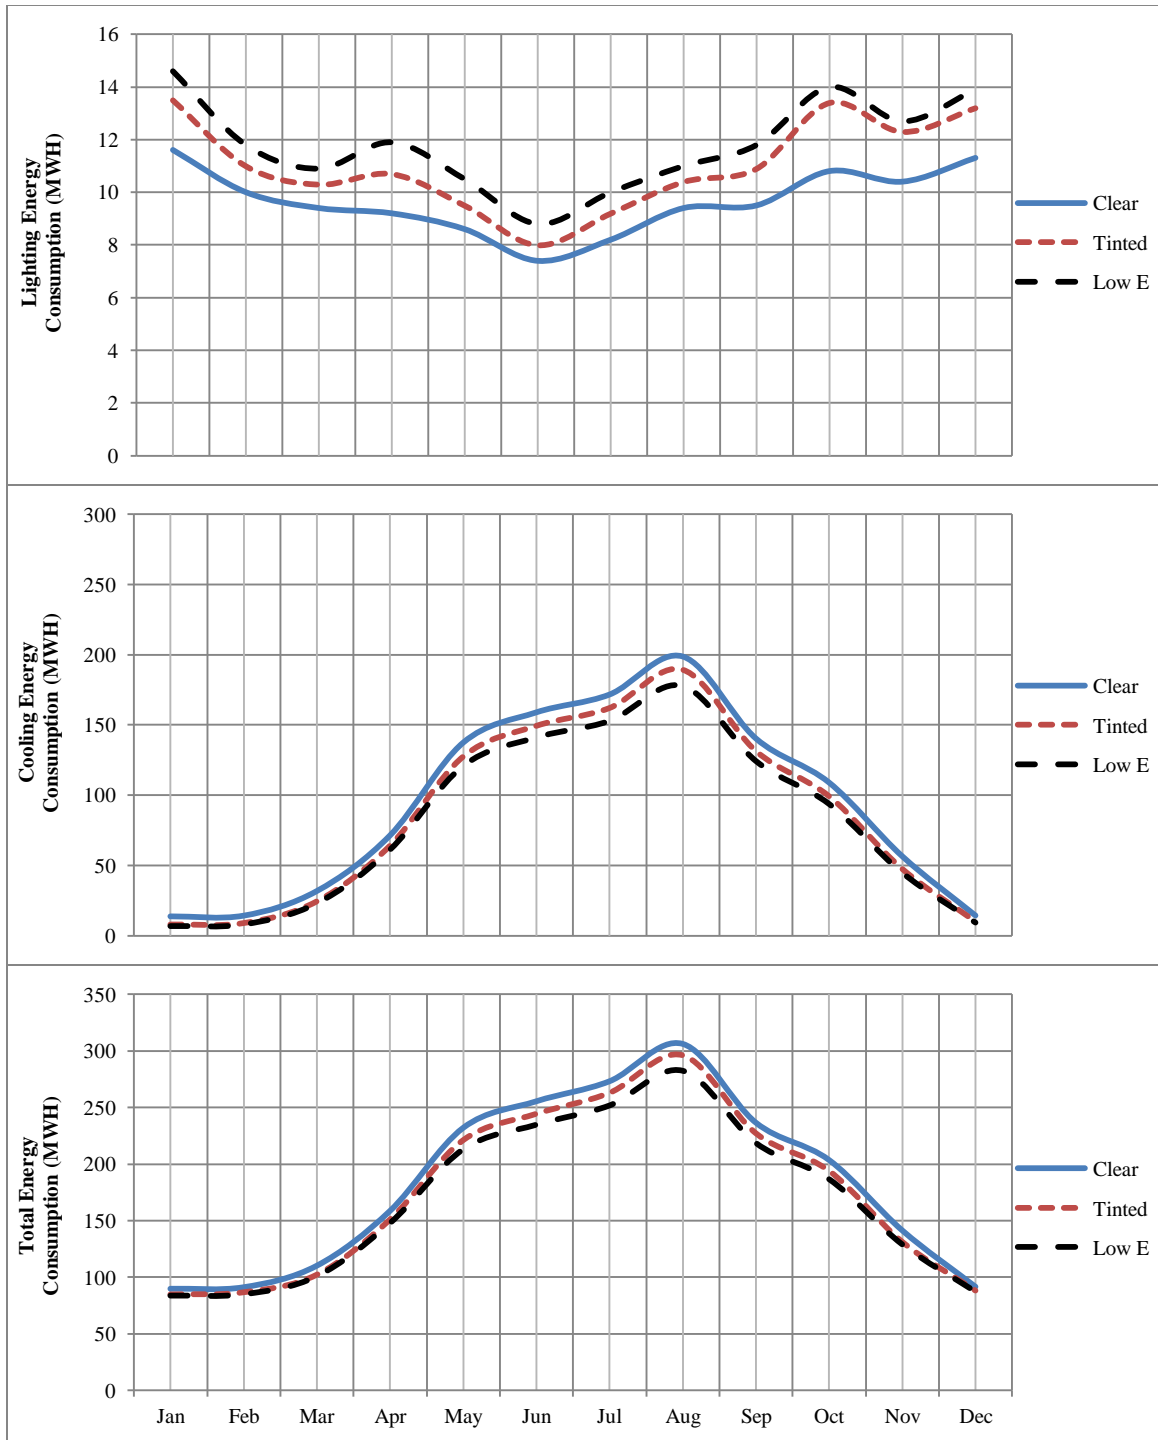 16
14
12
10
8
6
4
2
0
Lighting Energy
Consumption (MWH)
Clear
Tinted
Low E
300
250
200
150
100
50
0
Cooling Energy
Consumption (MWH)
Clear
Tinted
Low E
350
300
250
200
150
100
50
0
Total Energy
Consumption (MWH)
Clear
Tinted
Low E
Jan Feb Mar Apr May Jun Jul Aug Sep Oct Nov Dec